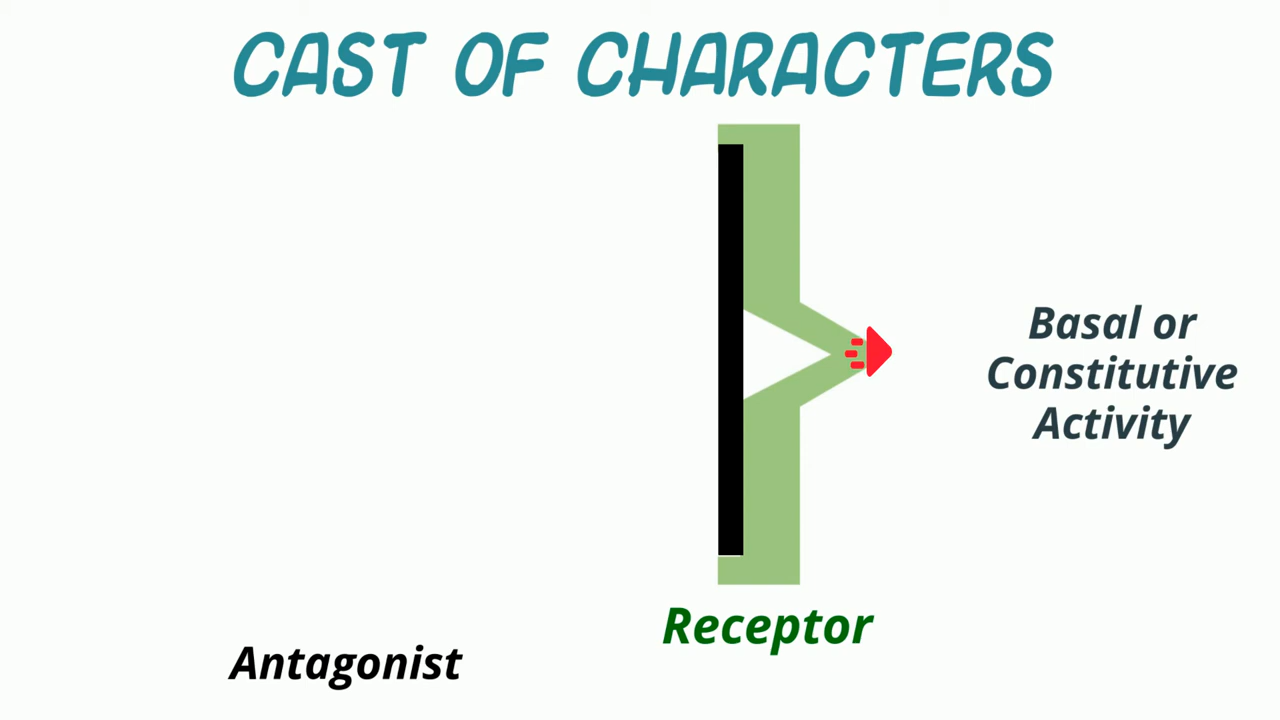 CAST OF CHARACTERS
Basal or
Constitutive
Activity
Receptor
Antagonist